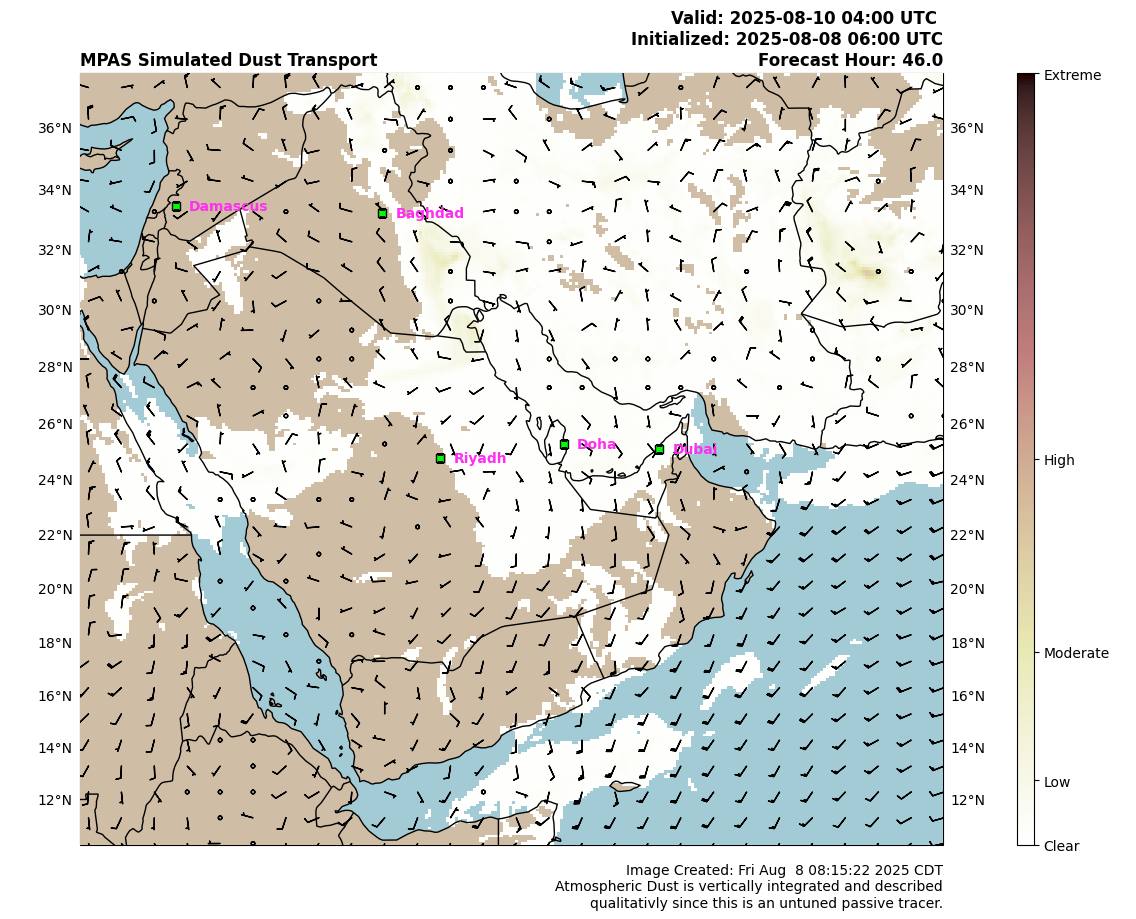 Valid: 2025-08-10 04:00 UTC
Initialized: 2025-08-08 06:00 UTC
MPAS Simulated Dust Transport Forecast Hour: 46.0
Extreme
36°N 36°N
34°N 34°N
Damascus
Baghdad
32°N 32°N
30°N 30°N
28°N 28°N
26°N 26°N
Doha
Dubai
Riyadh
High
24°N 24°N
22°N 22°N
20°N 20°N
18°N 18°N
Moderate
16°N 16°N
14°N 14°N
Low
12°N 12°N
Clear
Image Created: Fri Aug  8 08:15:22 2025 CDT
Atmospheric Dust is vertically integrated and described
qualitativly since this is an untuned passive tracer.